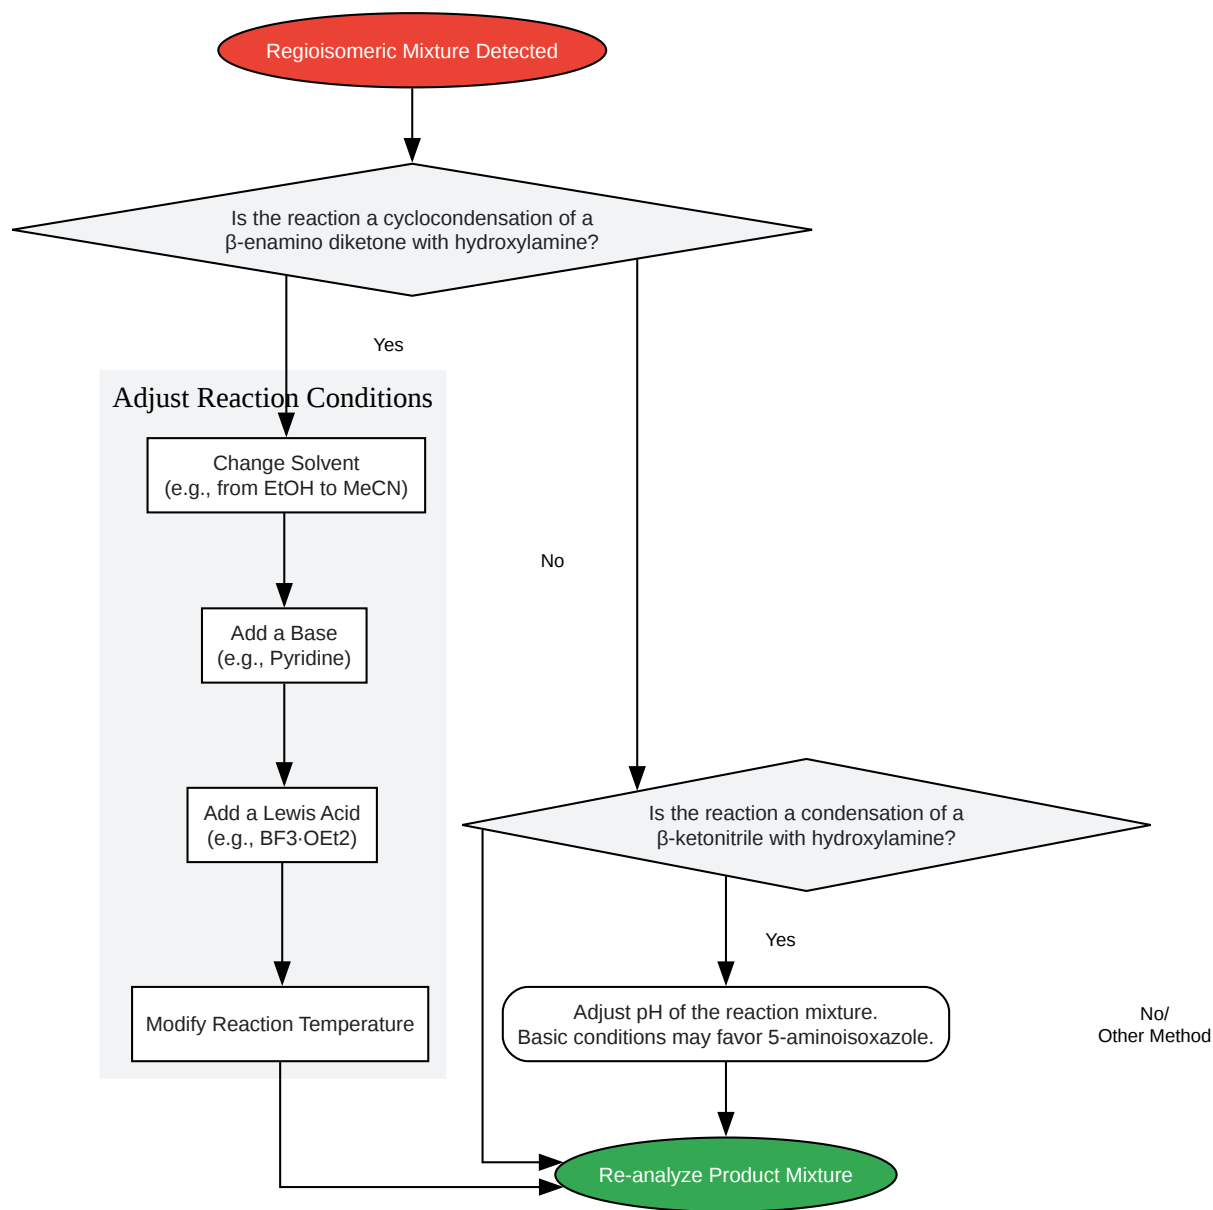 Regioisomeric Mixture Detected
Is the reaction a cyclocondensation of a
β-enamino diketone with hydroxylamine?
Yes
Adjust Reaction Conditions
Change Solvent
(e.g., from EtOH to MeCN)
No
Add a Base
(e.g., Pyridine)
Add a Lewis Acid
(e.g., BF3·OEt2)
Is the reaction a condensation of a
β-ketonitrile with hydroxylamine?
Yes
Modify Reaction Temperature
Adjust pH of the reaction mixture.
Basic conditions may favor 5-aminoisoxazole.
No/
Other Method
Re-analyze Product Mixture